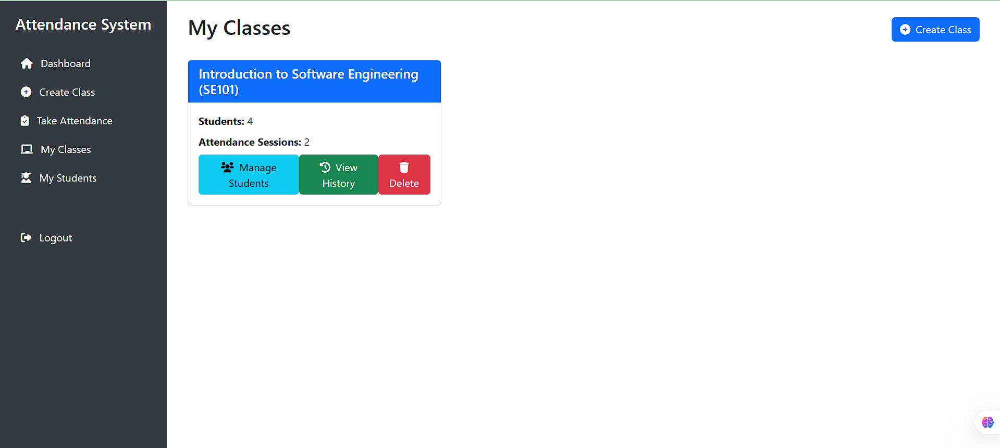 Attendance System
Dashboard
Create Class
Take Attendance
My Classes
My Students
Logout
My Classes
Create Class
Introduction to Software Engineering
(SE101)
Students: 4
Attendance Sessions: 2
Manage
Students
View
History
Delete